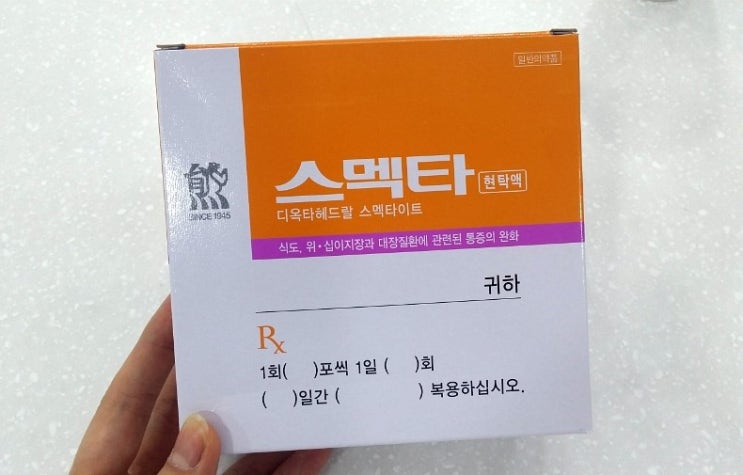 일반의약품
스멕타 현탁액
디옥타헤드랄 스멕타이트
SINCE 1945
식도, 위·십이지장과 대장질환에 관련된 통증의 완화
귀하
Rx
1회( )포씩 1일 ( )회
( )일간 ( ) 복용하십시오.